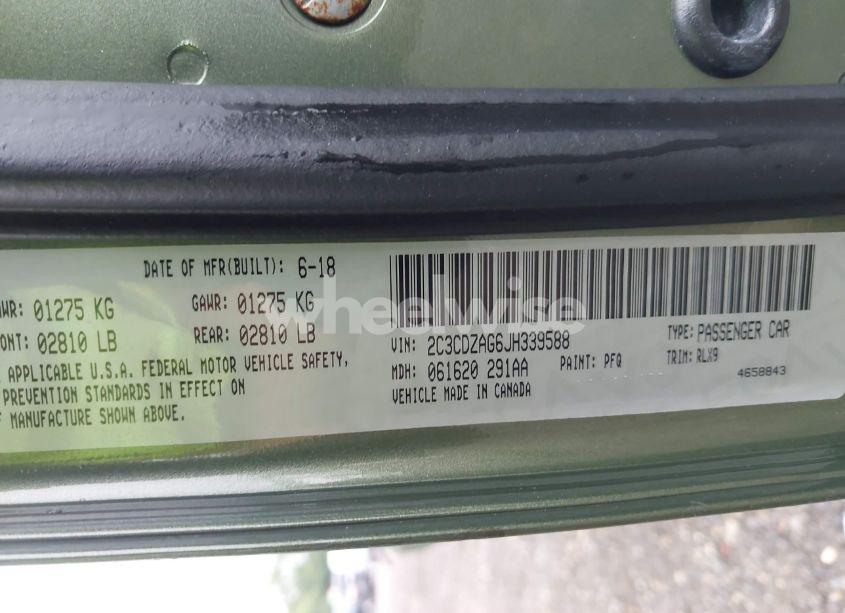 DATE OF MFR(BUILT): 6-18
GAWR: 01275 KG
REAR: 02810 LB
AWR: 01275 KG
ONT: 02810 LB
APPLICABLE U.S.A. FEDERAL MOTOR VEHICLE SAFETY,
PREVENTION STANDARDS IN EFFECT ON
F MANUFACTURE SHOWN ABOVE.
VIN: 2C3CDZAG6JH339588
TYPE: PASSENGER CAR
MDH: 061620 291AA
PAINT: PFQ
TRIM: RLX9
VEHICLE MADE IN CANADA
4658843
wheelwise